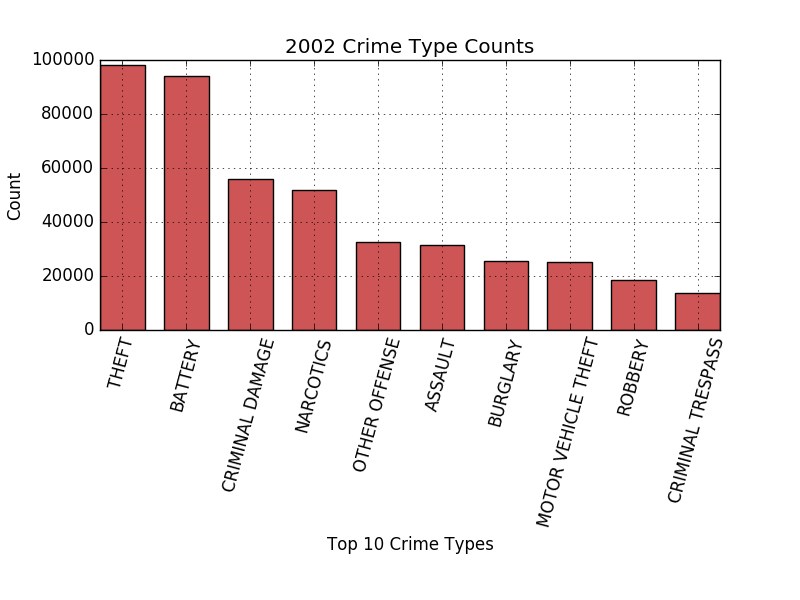 2002 Crime Type Counts
100000
80000
60000
40000
20000
0
Count
THEFT
BATTERY
CRIMINAL DAMAGE
NARCOTICS
OTHER OFFENSE
ASSAULT
BURGLARY
MOTOR VEHICLE THEFT
ROBBERY
CRIMINAL TRESPASS
Top 10 Crime Types